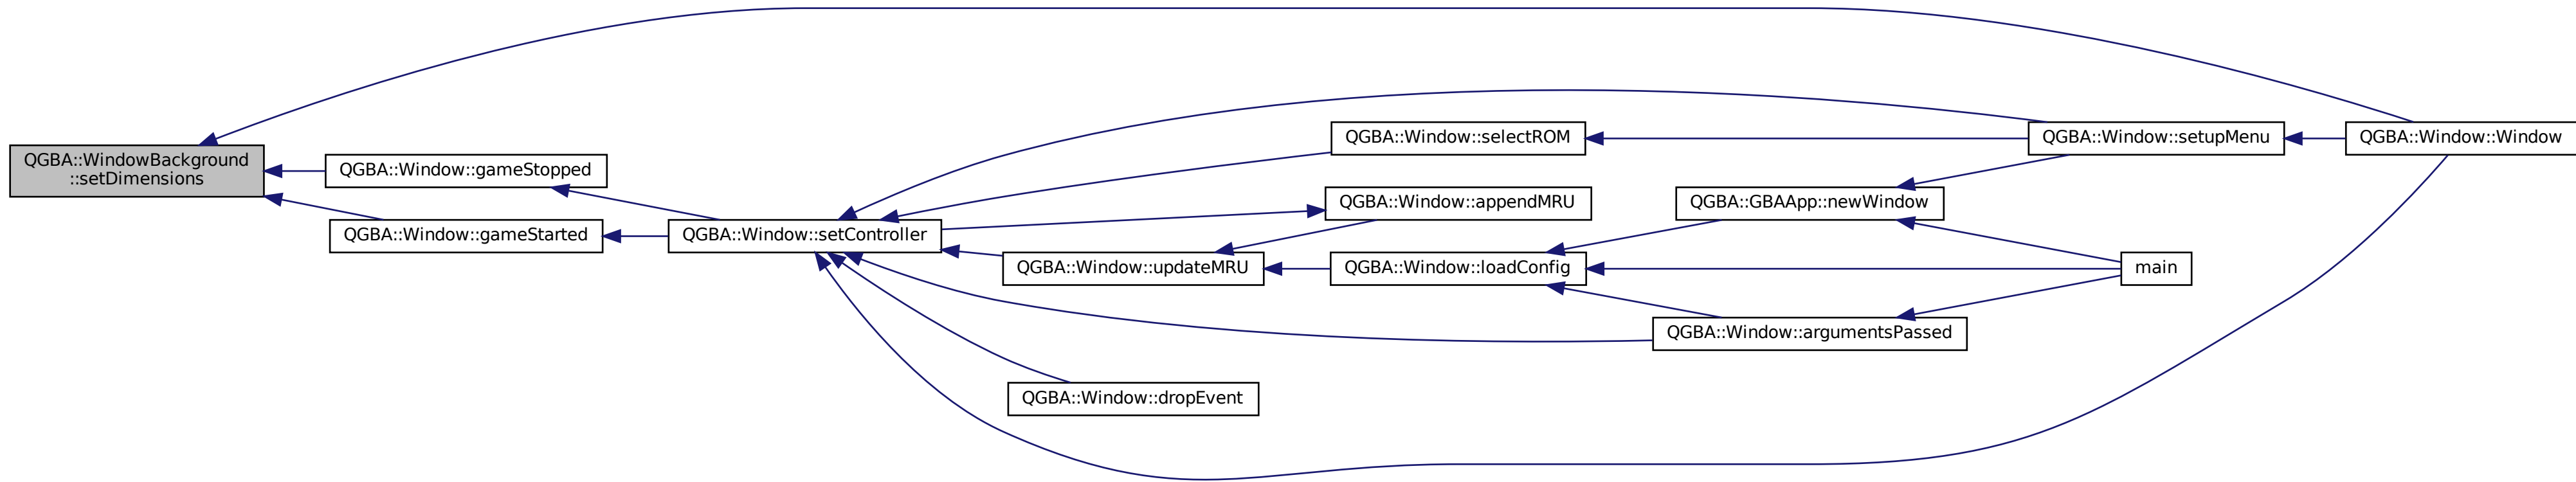 QGBA::WindowBackground
::setDimensions
QGBA::Window::gameStopped
QGBA::Window::gameStarted
QGBA::Window::setController
QGBA::Window::selectROM
QGBA::Window::appendMRU
QGBA::Window::updateMRU
QGBA::Window::loadConfig
QGBA::Window::dropEvent
QGBA::GBAApp::newWindow
QGBA::Window::argumentsPassed
QGBA::Window::setupMenu
main
QGBA::Window::Window